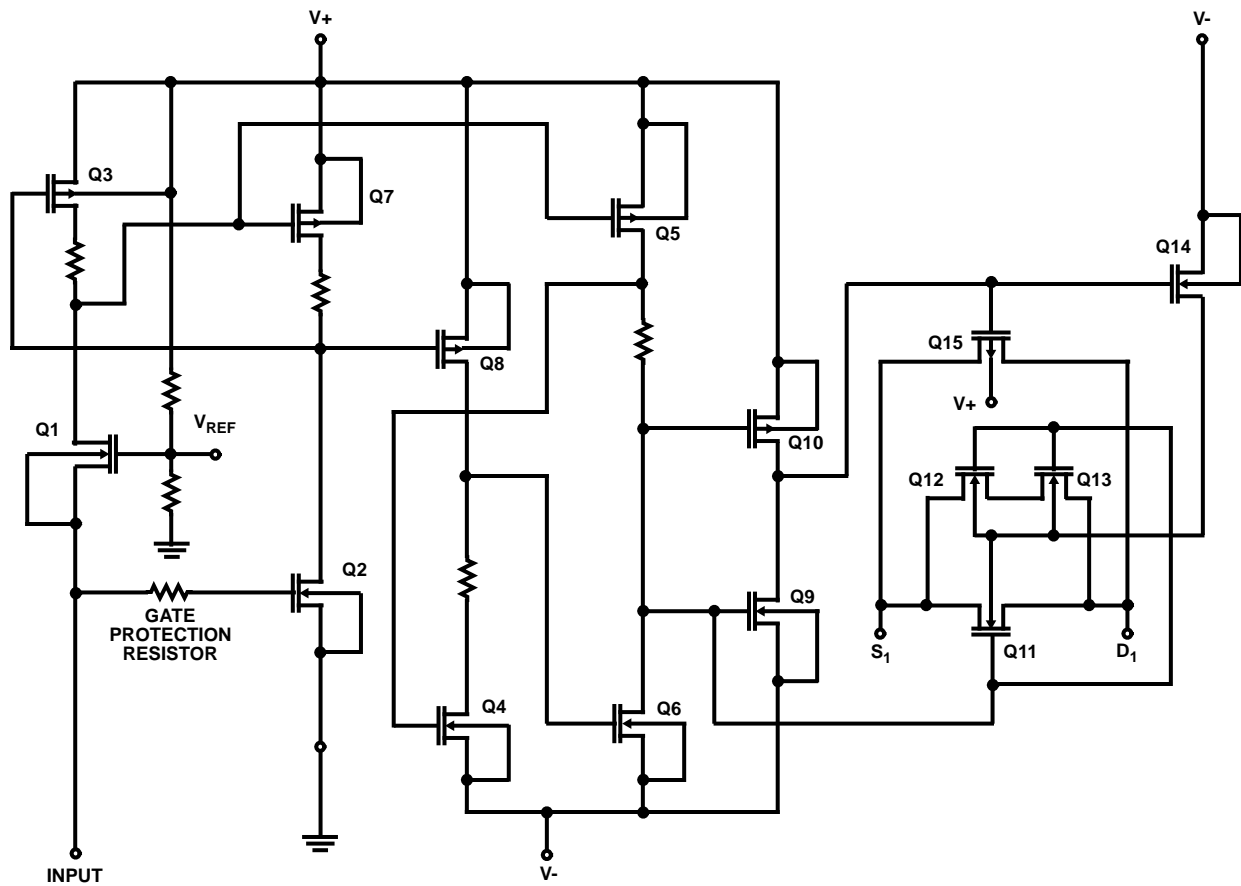 V+
V-
Q3
Q7
Q5
Q14
Q8
Q15
V+
Q1
VREF
Q10
Q12
Q13
Q2
Q9
GATE
PROTECTION
RESISTOR
S1
Q11
D1
Q4
Q6
INPUT
V-